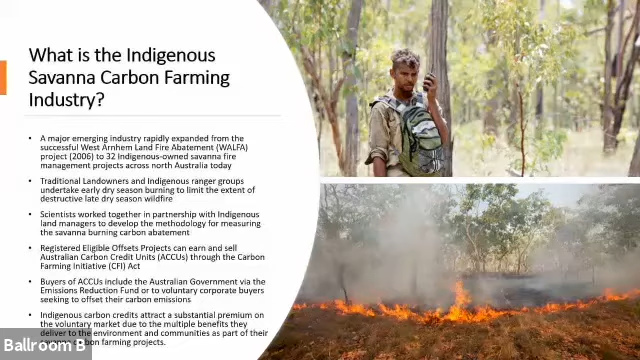 What is the Indigenous
Savanna Carbon Farming
Industry?
• A major emerging industry rapidly expanded from the
successful West Arnhem Land Fire Abatement (WALFA)
project (2006) to 32 Indigenous-owned savanna fire
management projects across north Australia today
• Traditional Landowners and Indigenous ranger groups
undertake early dry season burning to limit the extent of
destructive late dry season wildfire
• Scientists worked together in partnership with Indigenous
land managers to develop the methodology for measuring
the savanna burning carbon abatement
• Registered Eligible Offsets Projects can earn and sell
Australian Carbon Credit Units (ACCUs) through the Carbon
Farming Initiative (CFI) Act
• Buyers of ACCUs include the Australian Government via the
Emissions Reduction Fund or to voluntary corporate buyers
seeking to offset their carbon emissions
• Indigenous carbon credits attract a substantial premium on
the voluntary market due to the multiple benefits they
deliver to the environment and communities as part of their
carbon farming projects.
Ballroom B